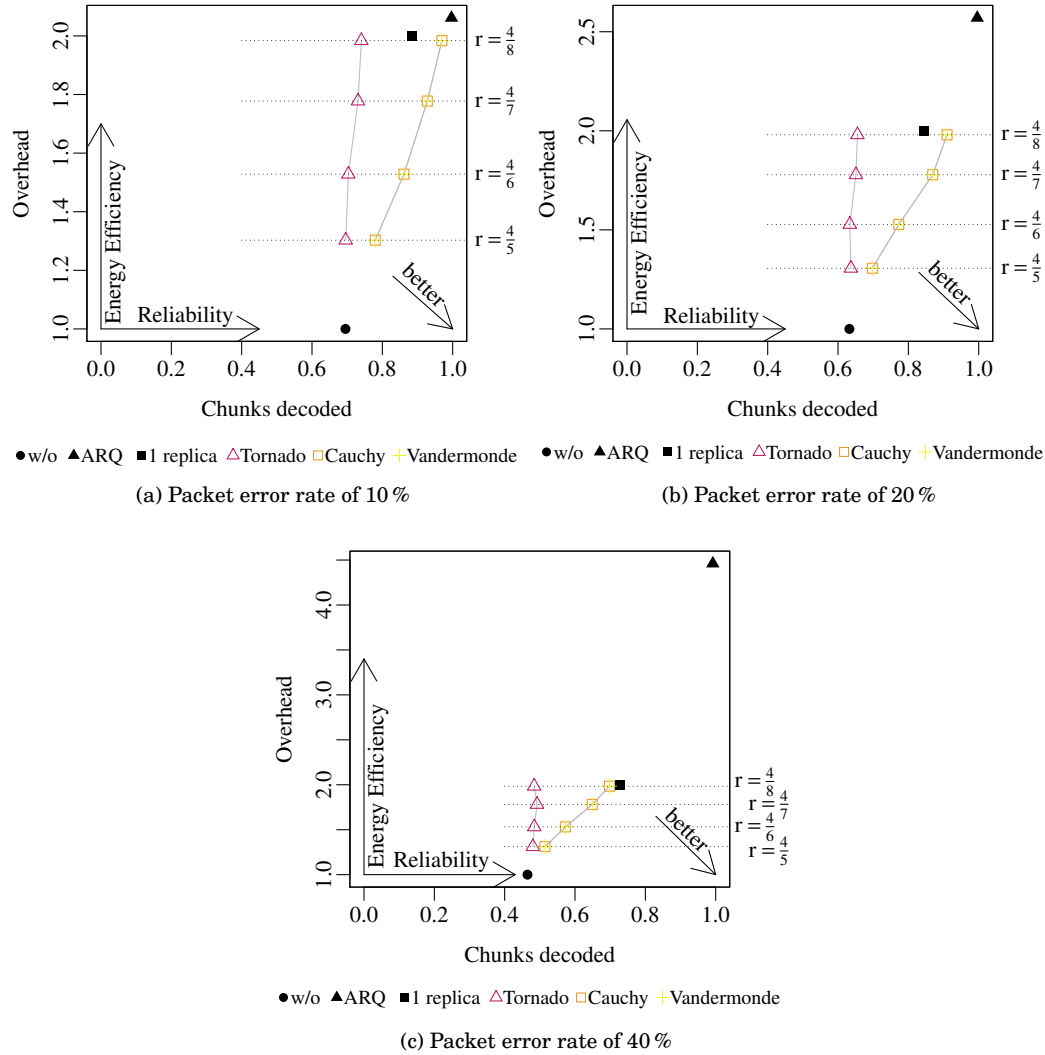 2.0
1.8
1.6
1.4
1.2
1.0
Overhead
Energy Efficiency
Reliability
better
r = 4/8
r = 4/7
r = 4/6
r = 4/5
0.0 0.2 0.4 0.6 0.8 1.0
Chunks decoded
w/o ARQ 1 replica Tornado Cauchy Vandermonde
(a) Packet error rate of 10 %
2.5
2.0
1.5
1.0
Overhead
Energy Efficiency
Reliability
better
r = 4/8
r = 4/7
r = 4/6
r = 4/5
0.0 0.2 0.4 0.6 0.8 1.0
Chunks decoded
w/o ARQ 1 replica Tornado Cauchy Vandermonde
(b) Packet error rate of 20 %
4.0
3.0
2.0
1.0
Overhead
Energy Efficiency
Reliability
better
r = 4/8
r = 4/7
r = 4/6
r = 4/5
0.0 0.2 0.4 0.6 0.8 1.0
Chunks decoded
w/o ARQ 1 replica Tornado Cauchy Vandermonde
(c) Packet error rate of 40 %